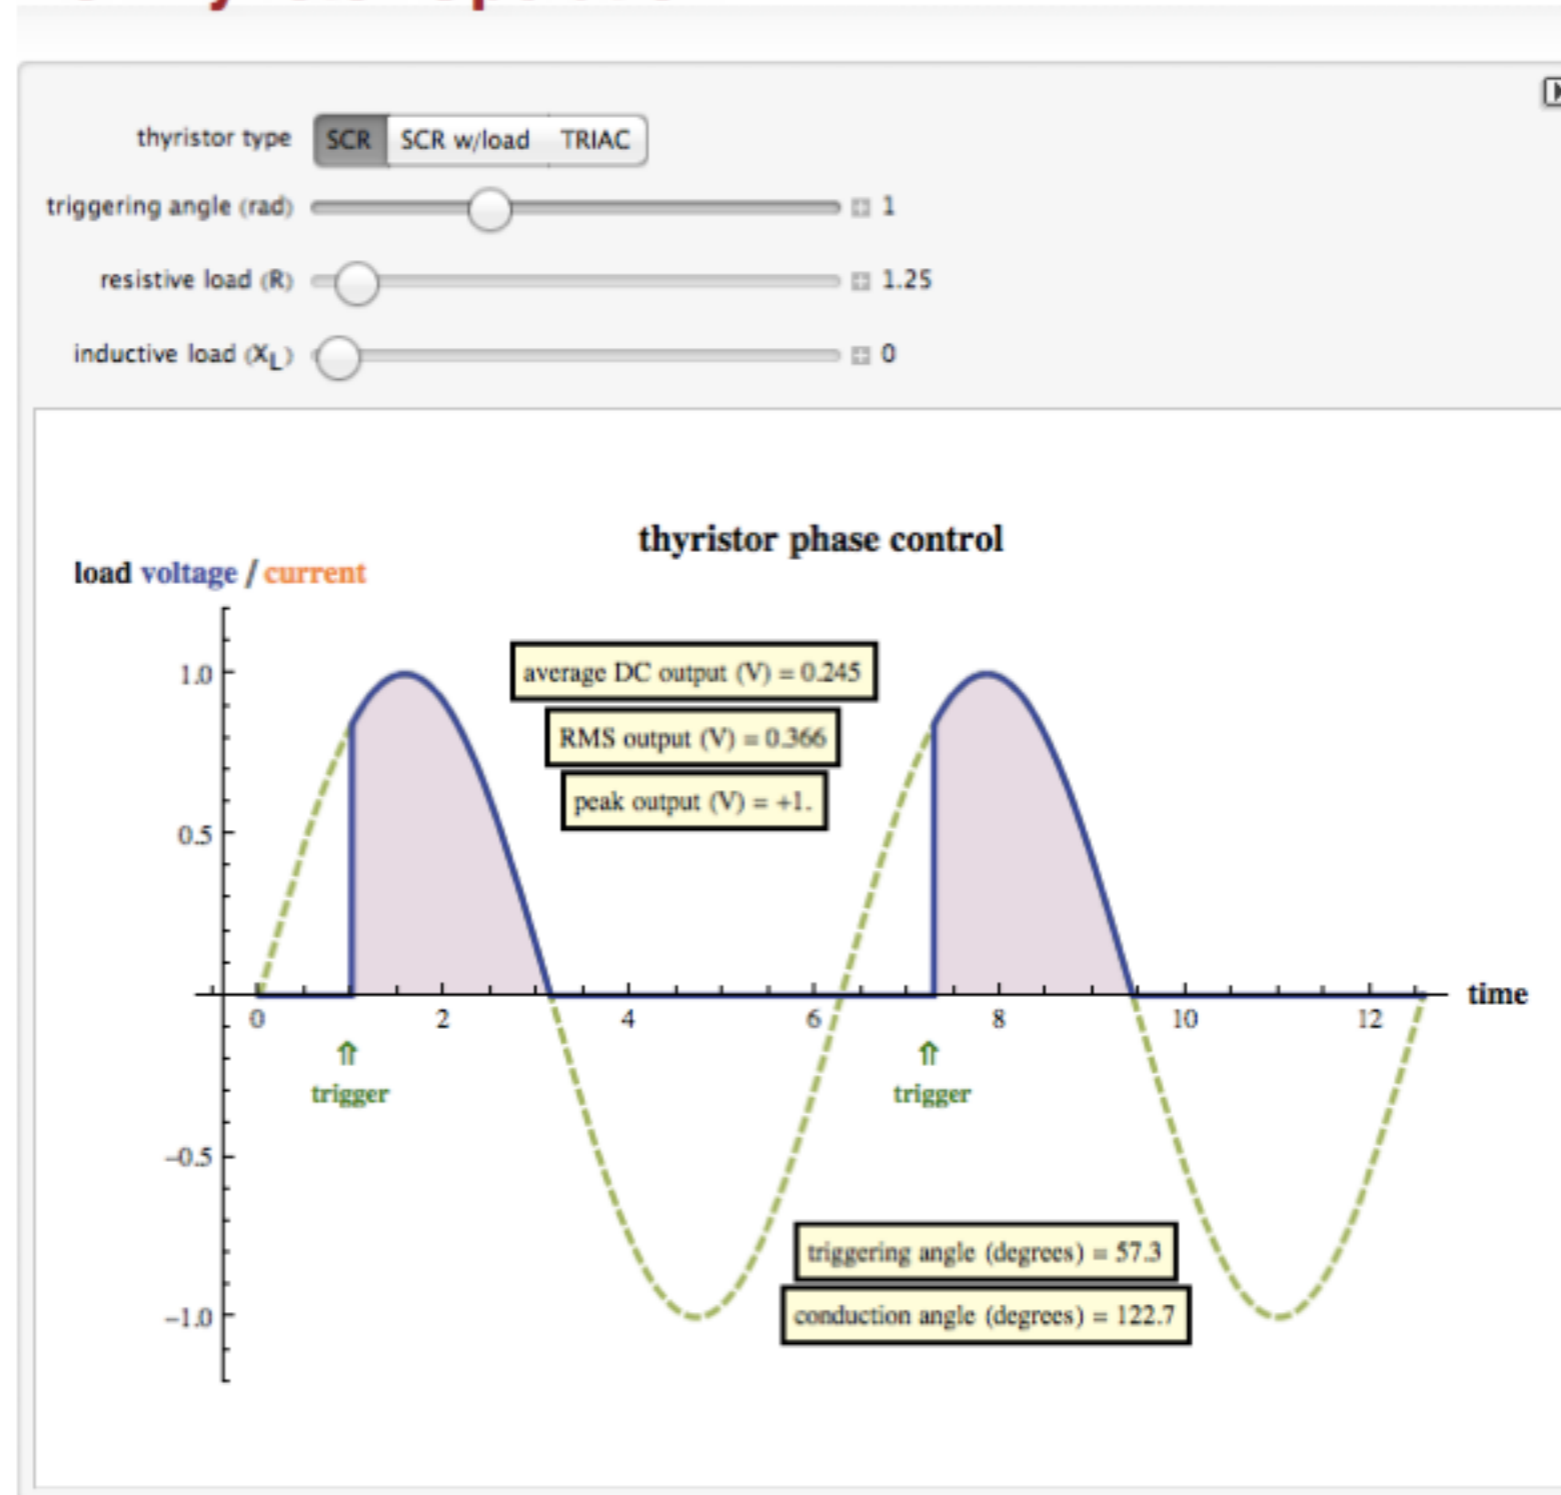 thyristor type SCR SCR w/load TRIAC
triggering angle (rad) 1
resistive load (R) 1.25
inductive load (XL) 0
thyristor phase control
load voltage / current
average DC output (V) = 0.245
1.0
RMS output (V) = 0.366
peak output (V) = +1.
0.5
time
0 2 4 6 8 10 12
⇑ ⇑
trigger trigger
−0.5
triggering angle (degrees) = 57.3
−1.0
conduction angle (degrees) = 122.7